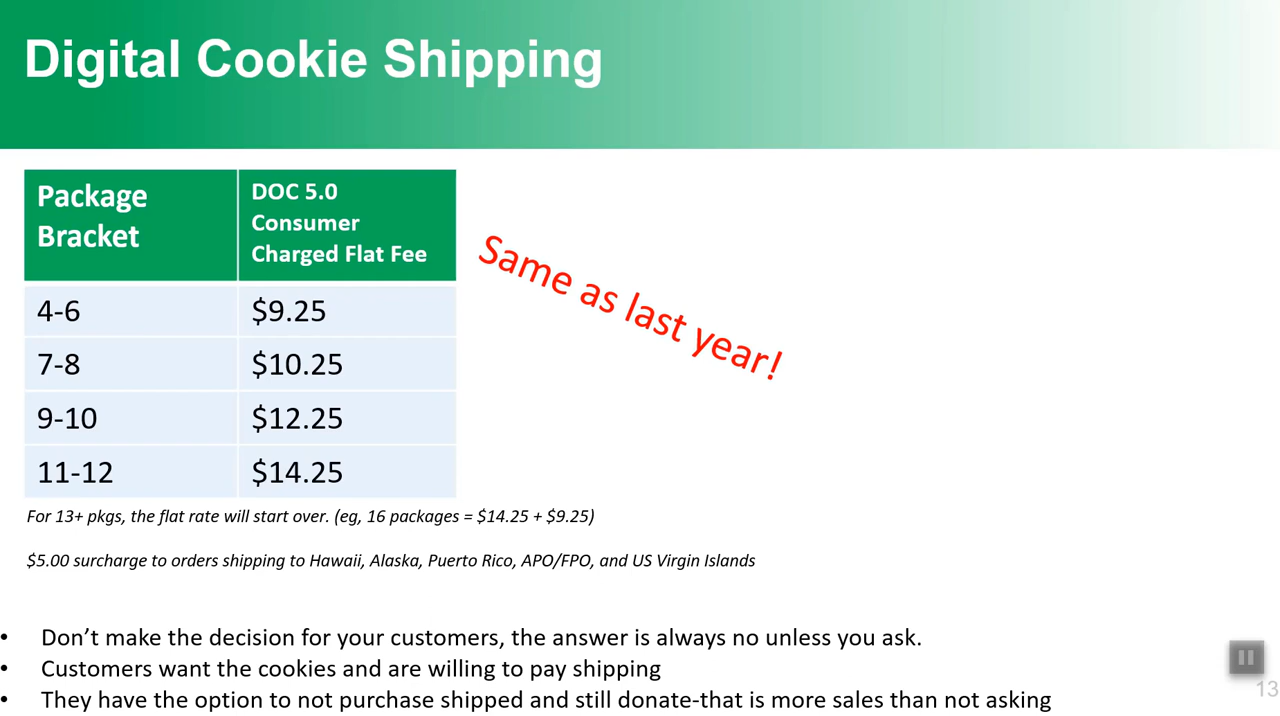 Digital Cookie Shipping
Package
Bracket
DOC 5.0
Consumer
Charged Flat Fee
4-6
$9.25
7-8
$10.25
9-10
$12.25
11-12
$14.25
Same as last year!
For 13+ pkgs, the flat rate will start over. (eg, 16 packages = $14.25 + $9.25)
$5.00 surcharge to orders shipping to Hawaii, Alaska, Puerto Rico, APO/FPO, and US Virgin Islands
• Don’t make the decision for your customers, the answer is always no unless you ask.
• Customers want the cookies and are willing to pay shipping
• They have the option to not purchase shipped and still donate-that is more sales than not asking
13